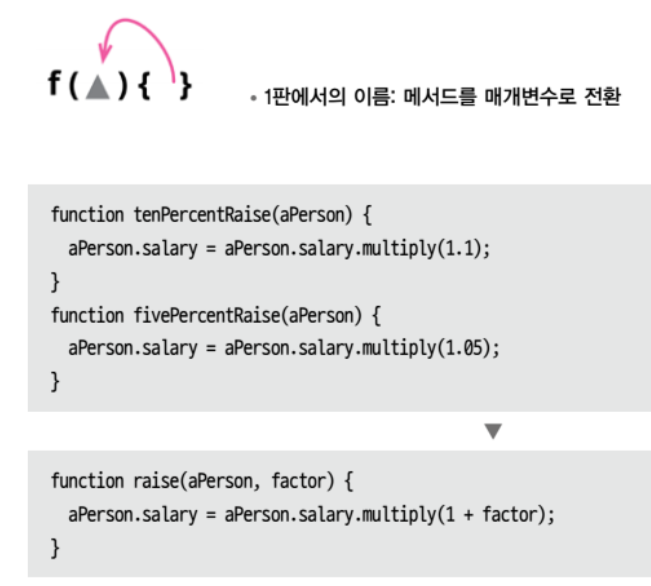 f(▲){ }
• 1판에서의 이름: 메서드를 매개변수로 전환
function tenPercentRaise(aPerson) {
  aPerson.salary = aPerson.salary.multiply(1.1);
}
function fivePercentRaise(aPerson) {
  aPerson.salary = aPerson.salary.multiply(1.05);
}
▼
function raise(aPerson, factor) {
  aPerson.salary = aPerson.salary.multiply(1 + factor);
}